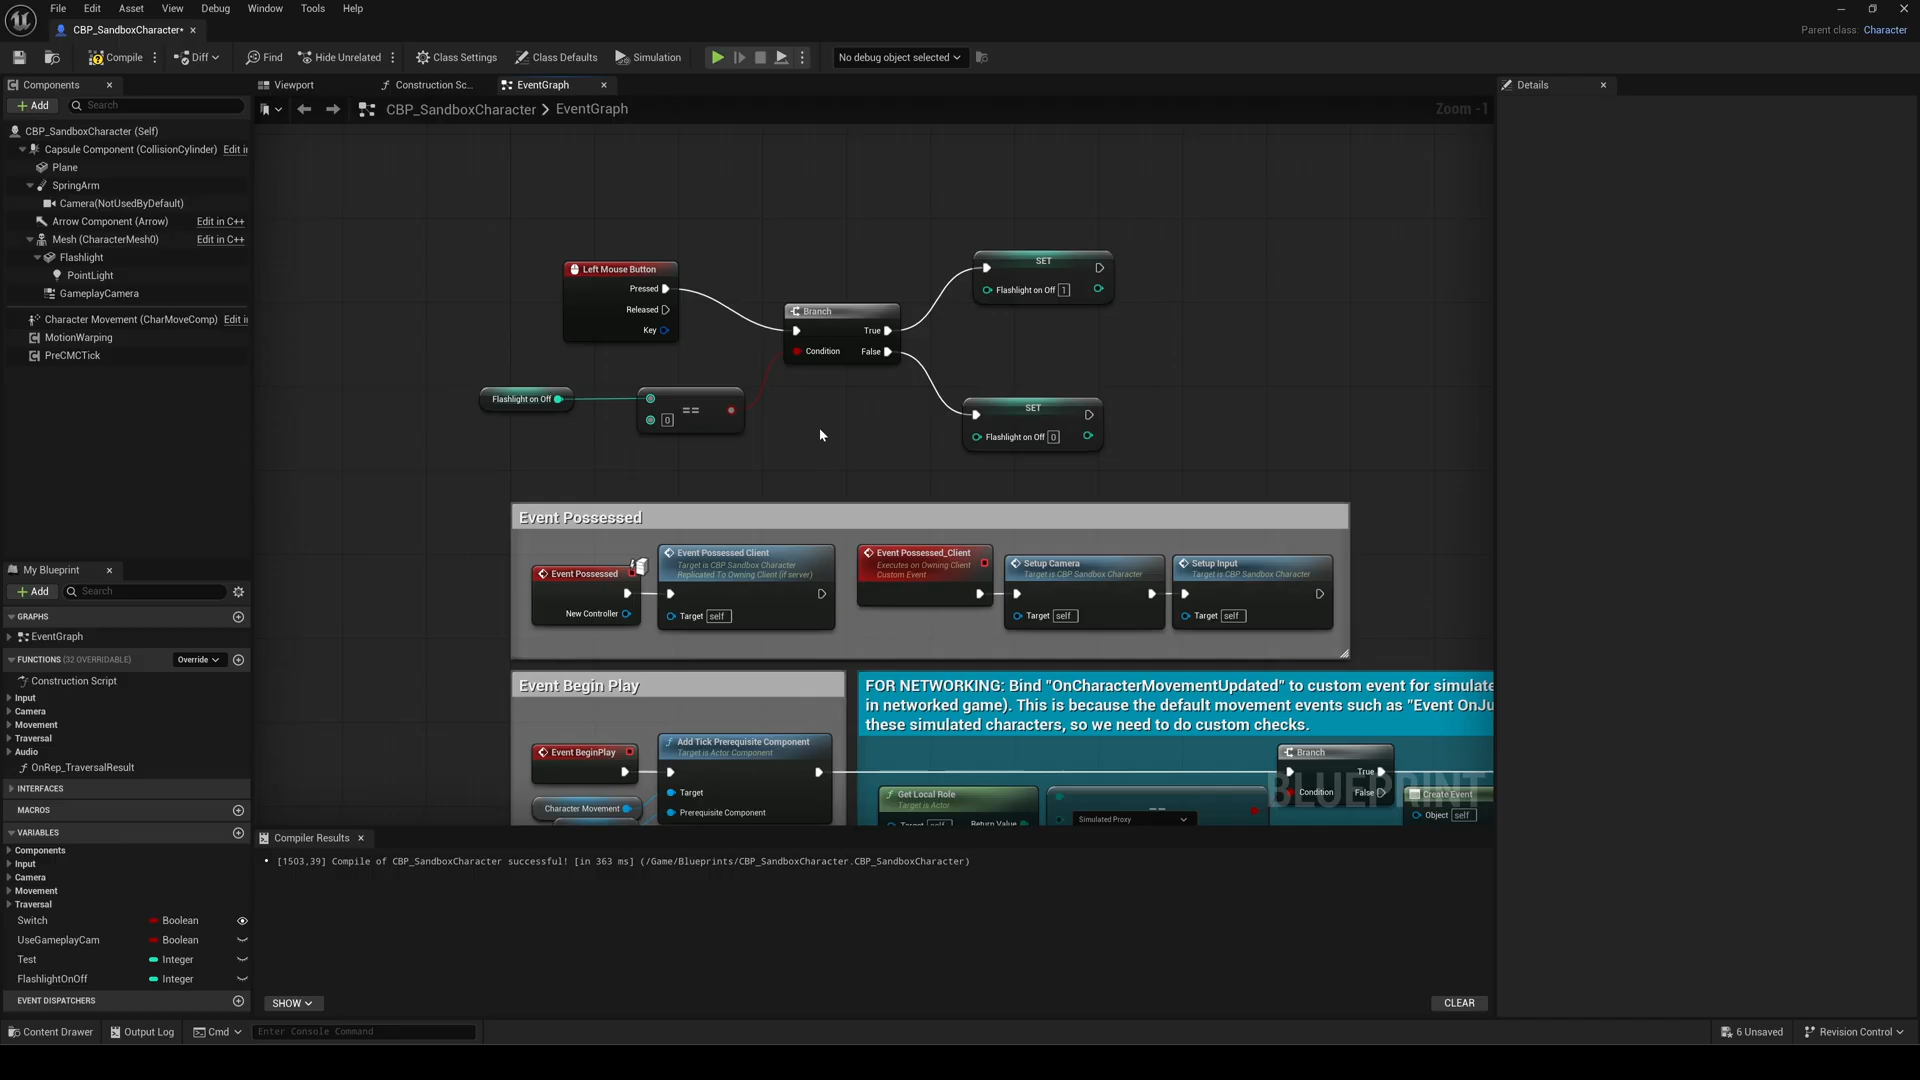 File Edit Asset View Debug Window Tools Help
CBP_SandboxCharacter*
Parent class: Character
Compile Diff Find Hide Unrelated Class Settings Class Defaults Simulation No debug object selected
Components
Add Search
CBP_SandboxCharacter (Self)
Capsule Component (CollisionCylinder) Edit in
Plane
SpringArm
Camera(NotUsedByDefault)
Arrow Component (Arrow) Edit in C++
Mesh (CharacterMesh0) Edit in C++
Flashlight
PointLight
GameplayCamera
Character Movement (CharMoveComp) Edit in
MotionWarping
PreCMCTick
My Blueprint
Add Search
GRAPHS
EventGraph
FUNCTIONS (32 OVERRIDABLE) Override
Construction Script
Input
Camera
Movement
Traversal
Audio
OnRep_TraversalResult
INTERFACES
MACROS
VARIABLES
Components
Input
Camera
Movement
Traversal
Switch Boolean
UseGameplayCam Boolean
Test Integer
FlashlightOnOff Integer
EVENT DISPATCHERS
Viewport Construction Sc... EventGraph
CBP_SandboxCharacter > EventGraph
Zoom -1
Left Mouse Button
Pressed
Released
Key
Branch
True
Condition False
SET
Flashlight on Off 1
SET
Flashlight on Off 0
Flashlight on Off
==
0
Event Possessed
Event Possessed
New Controller
Event Possessed Client
Target is CBP Sandbox Character
Replicated To Owning Client (if server)
Target self
Event Possessed_Client
Executes on Owning Client
Custom Event
Setup Camera
Target is CBP Sandbox Character
Target self
Setup Input
Target is CBP Sandbox Character
Target self
Event Begin Play
Event BeginPlay
Character Movement
Add Tick Prerequisite Component
Target is Actor Component
Target
Prerequisite Component
FOR NETWORKING: Bind "OnCharacterMovementUpdated" to custom event for simulate
in networked game). This is because the default movement events such as "Event OnJu
these simulated characters, so we need to do custom checks.
Get Local Role
Target is Actor
Target self Return Value
==
Simulated Proxy
Branch
True
Condition False
Create Event
Object self
BLUEPRINT
Compiler Results
• [1503,39] Compile of CBP_SandboxCharacter successful! [in 363 ms] (/Game/Blueprints/CBP_SandboxCharacter.CBP_SandboxCharacter)
SHOW
CLEAR
Details
Content Drawer Output Log Cmd Enter Console Command
6 Unsaved Revision Control